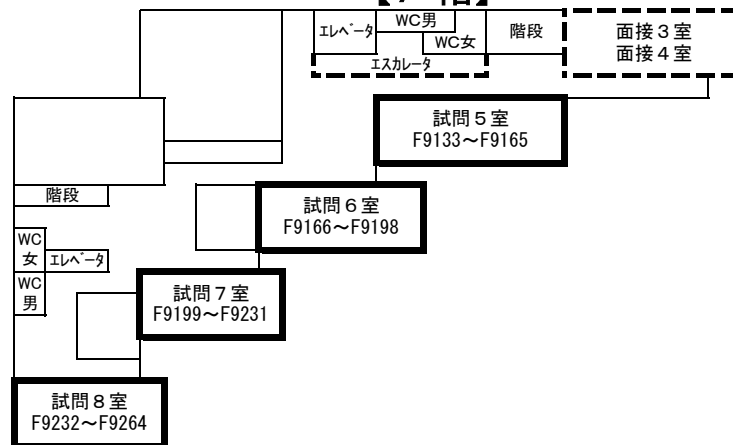 エレベータ
WC男
WC女
階段
面接３室
面接４室
エスカレータ
試問５室
F9133～F9165
階段
試問６室
F9166～F9198
WC
女
エレベータ
WC
男
試問７室
F9199～F9231
試問８室
F9232～F9264